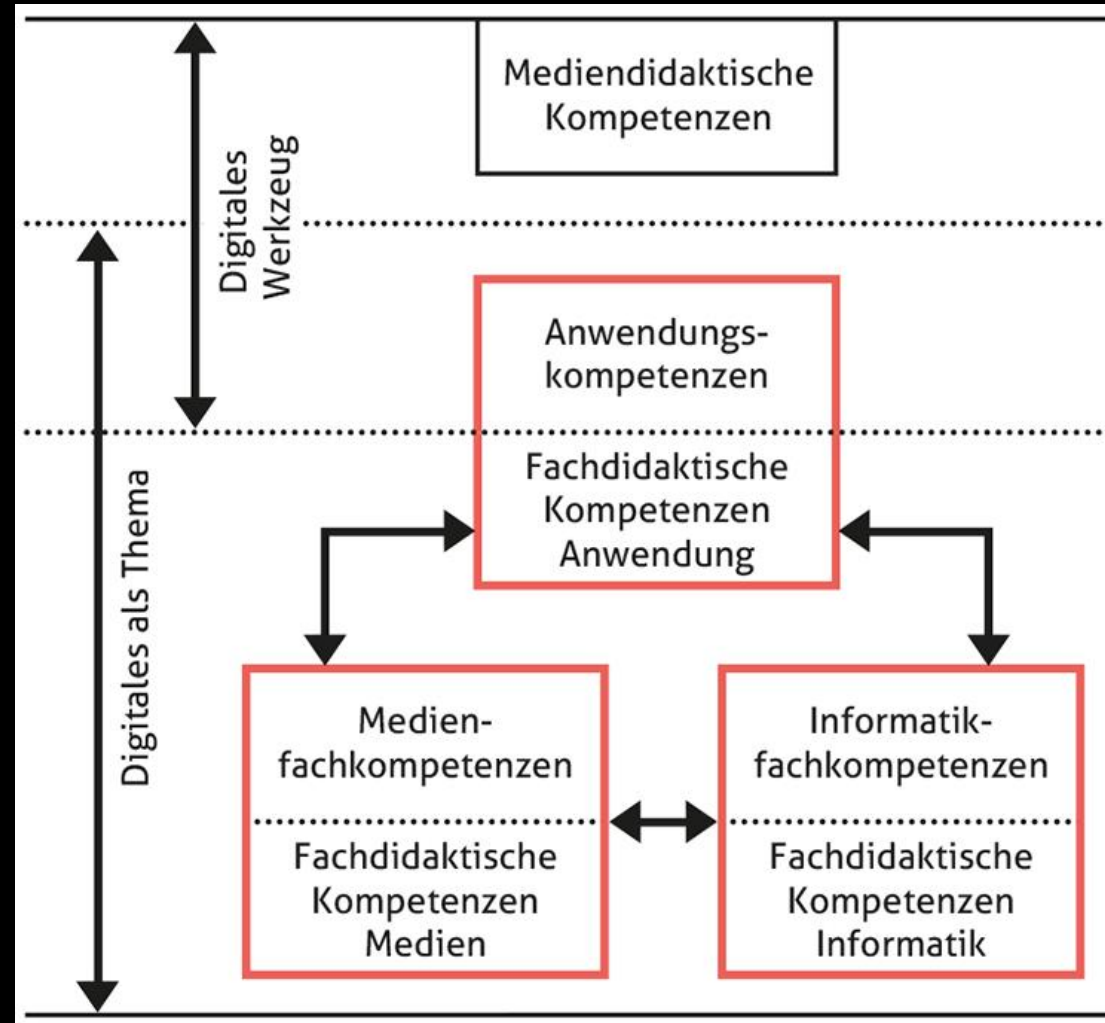 Mediendidaktische
Kompetenzen
Digitales
Werkzeug
Anwendungs-
kompetenzen
Fachdidaktische
Kompetenzen
Anwendung
Digitales als Thema
Medien-
fachkompetenzen
Fachdidaktische
Kompetenzen
Medien
Informatik-
fachkompetenzen
Fachdidaktische
Kompetenzen
Informatik